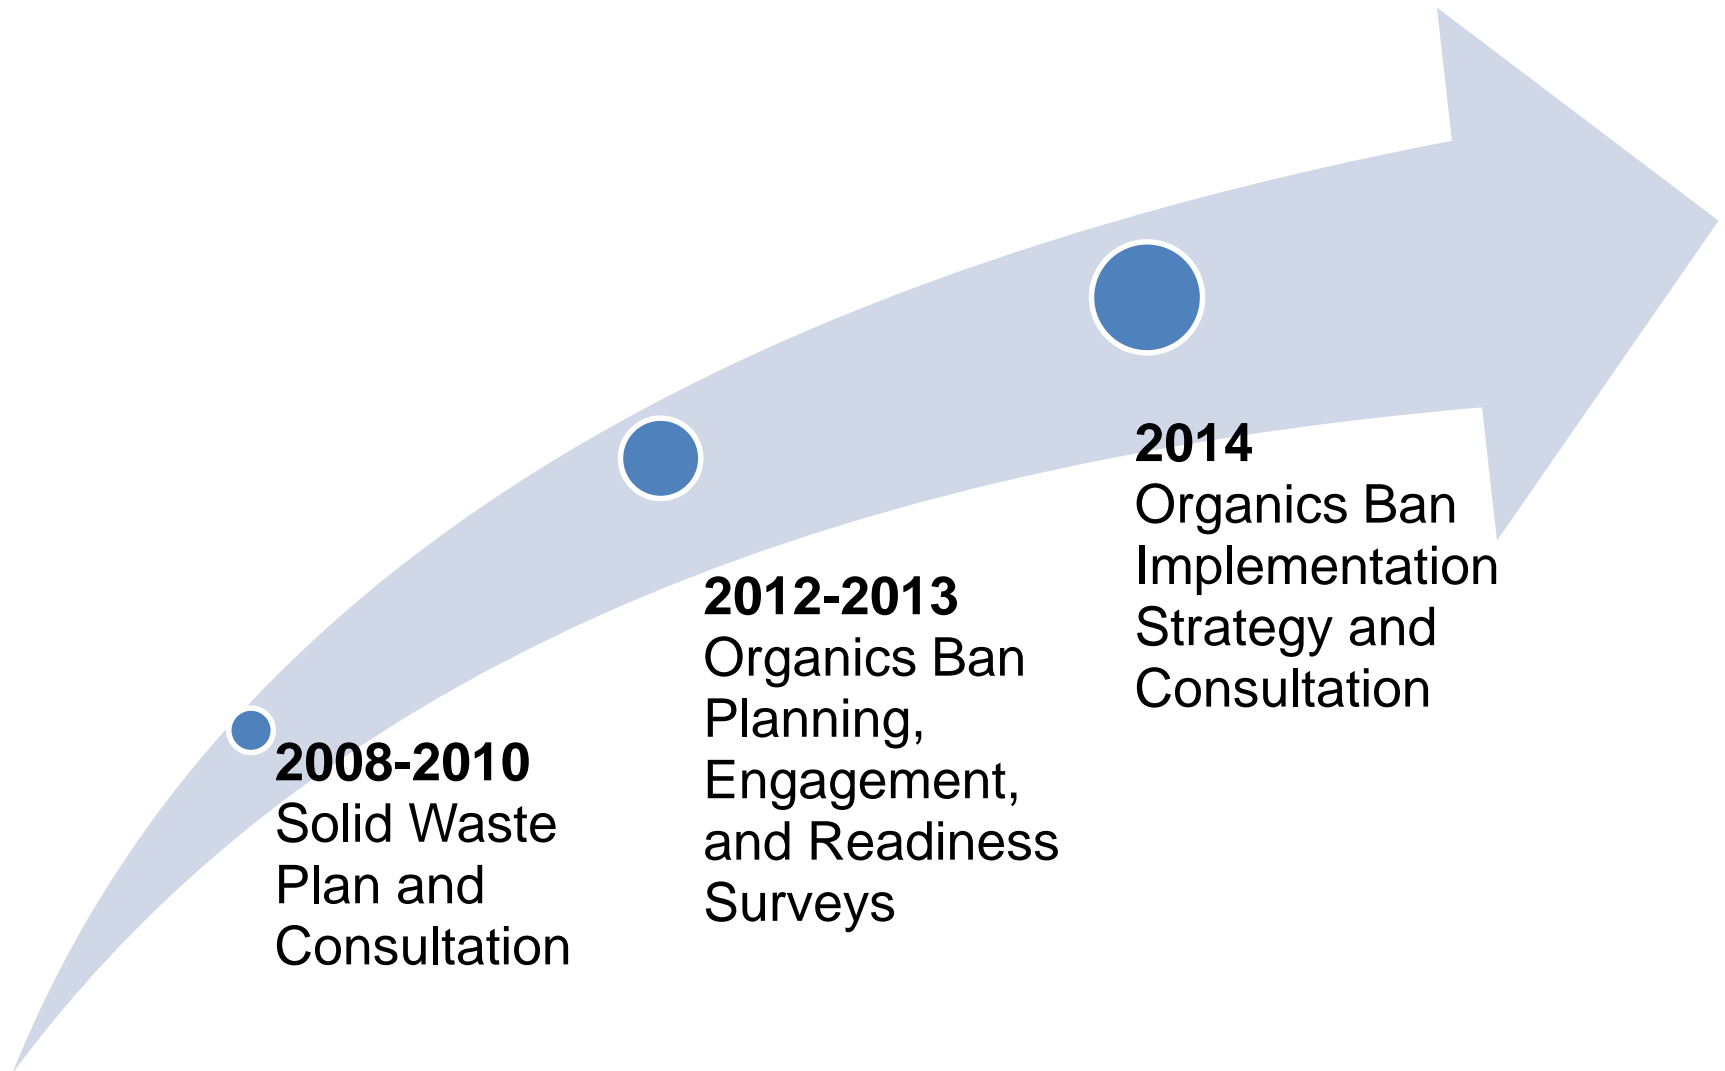 2008-2010
Solid Waste
Plan and
Consultation
2012-2013
Organics Ban
Planning,
Engagement,
and Readiness
Surveys
2014
Organics Ban
Implementation
Strategy and
Consultation